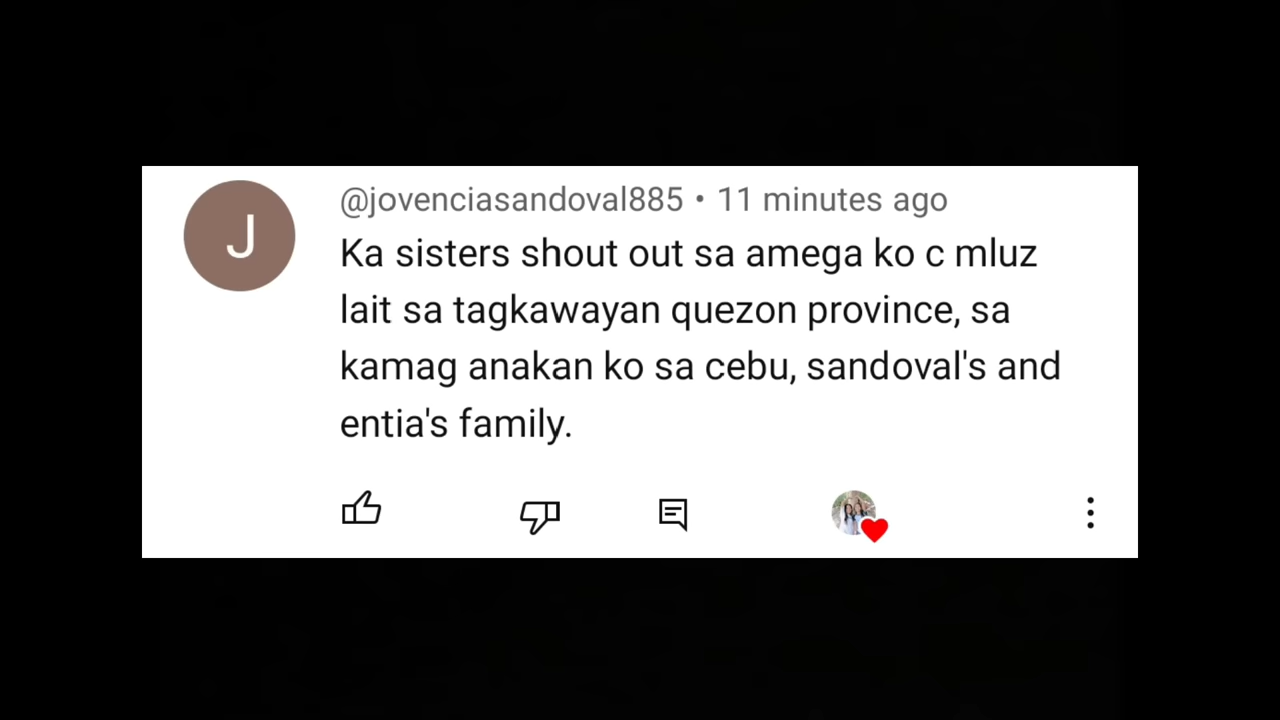 J
@jovenciasandoval885 • 11 minutes ago
Ka sisters shout out sa amega ko c mluz
lait sa tagkawayan quezon province, sa
kamag anakan ko sa cebu, sandoval's and
entia's family.